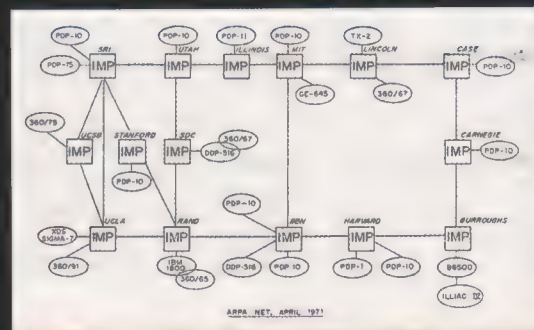 PDP-10 PDP-10 PDP-11 PDP-10 TX-2
SRI UTAH ILLINOIS MIT LINCOLN CASE
IMP IMP IMP IMP IMP IMP
PDP-15 PDP-10
GE-645 360/67
360/75 UCSB STANFORD SDC 360/67 CARNEGIE
IMP IMP IMP DDP-516 IMP PDP-10
PDP-10
PDP-10
UCLA RAND BBN HARVARD BURROUGHS
XDS SIGMA-7 IMP IMP IMP IMP IMP
360/91 IBM 1800 360/65 DDP-516 PDP-10 PDP-1 PDP-10 B6500
ILLIAC IV
ARPA NET, APRIL 1971